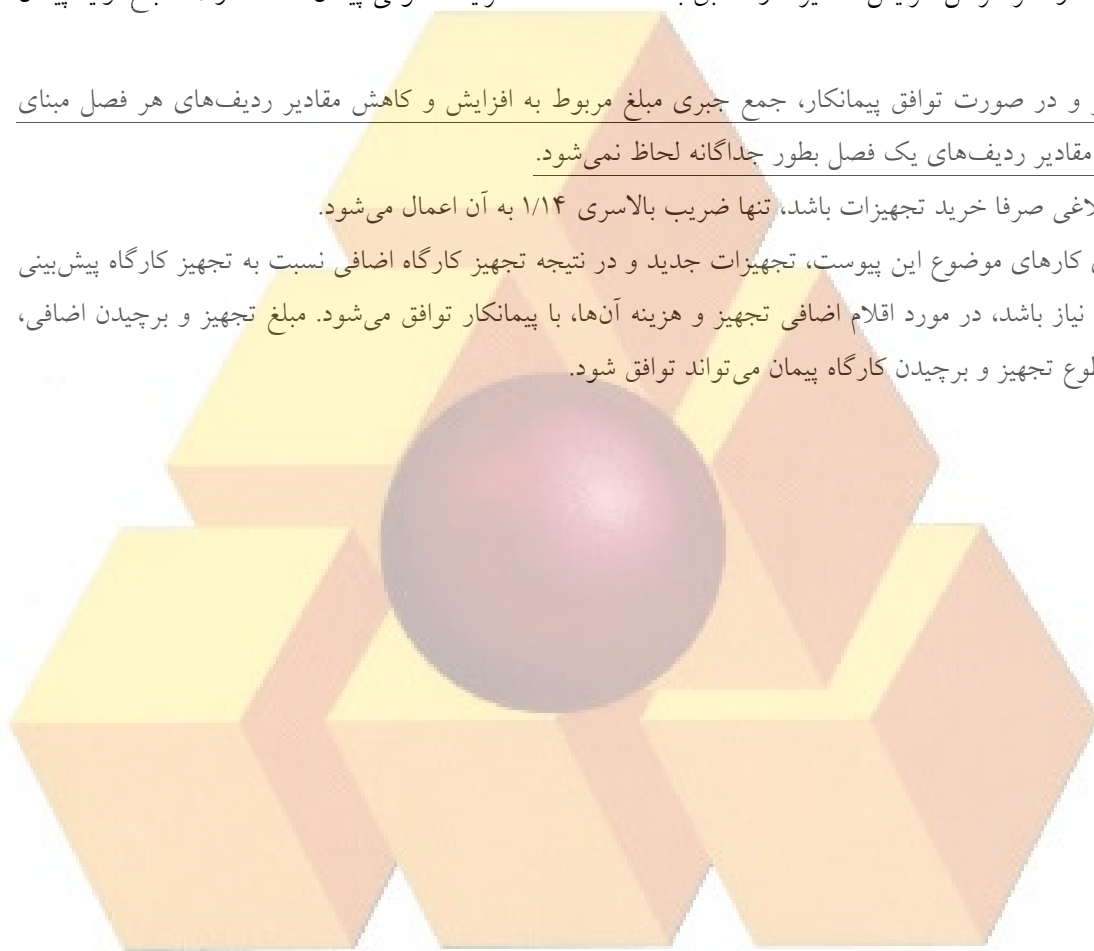 و در صورت توافق پیمانکار، جمع جبری مبلغ مربوط به افزایش و کاهش مقادیر ردیف‌های هر فصل مبنای
مقادیر ردیف‌های یک فصل بطور جداگانه لحاظ نمی‌شود.
صرفا خرید تجهیزات باشد، تنها ضریب بالاسری ۱/۱۴ به آن اعمال می‌شود.
کارهای موضوع این پیوست، تجهیزات جدید و در نتیجه تجهیز کارگاه اضافی نسبت به تجهیز کارگاه پیش‌بینی
نیاز باشد، در مورد اقلام اضافی تجهیز و هزینه آن‌ها، با پیمانکار توافق می‌شود. مبلغ تجهیز و برچیدن اضافی،
تجهیز و برچیدن کارگاه پیمان می‌تواند توافق شود.